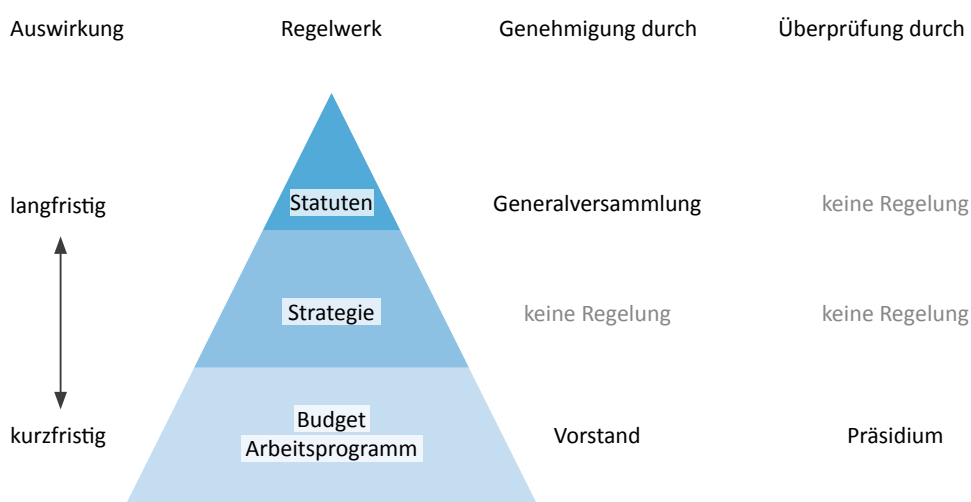 Auswirkung Regelwerk Genehmigung durch Überprüfung durch
langfristig Statuten Generalversammlung keine Regelung
Strategie keine Regelung keine Regelung
Budget
kurzfristig Arbeitsprogramm Vorstand Präsidium